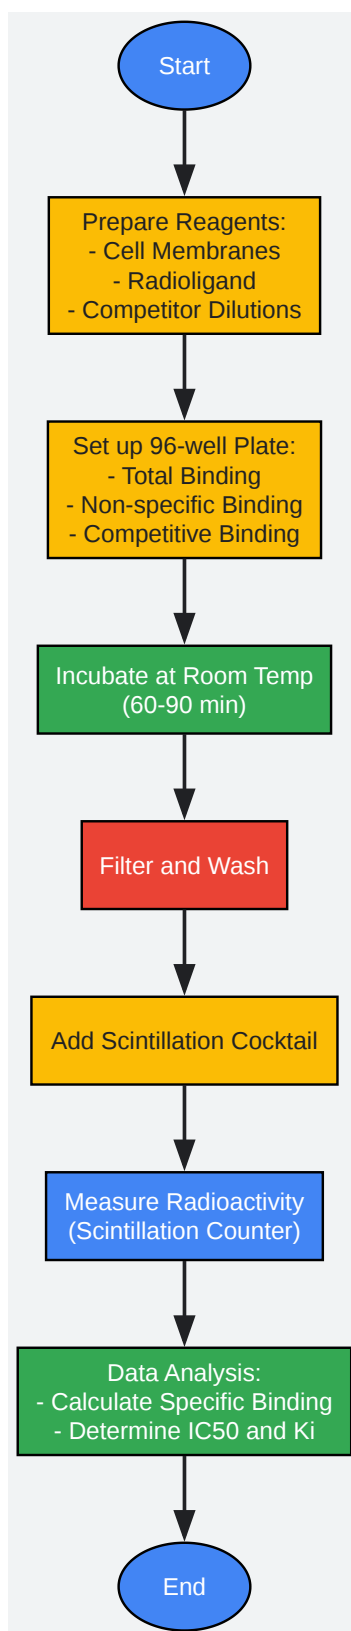 Start
Prepare Reagents:
- Cell Membranes
- Radioligand
- Competitor Dilutions
Set up 96-well Plate:
- Total Binding
- Non-specific Binding
- Competitive Binding
Incubate at Room Temp
(60-90 min)
Filter and Wash
Add Scintillation Cocktail
Measure Radioactivity
(Scintillation Counter)
Data Analysis:
- Calculate Specific Binding
- Determine IC50 and Ki
End